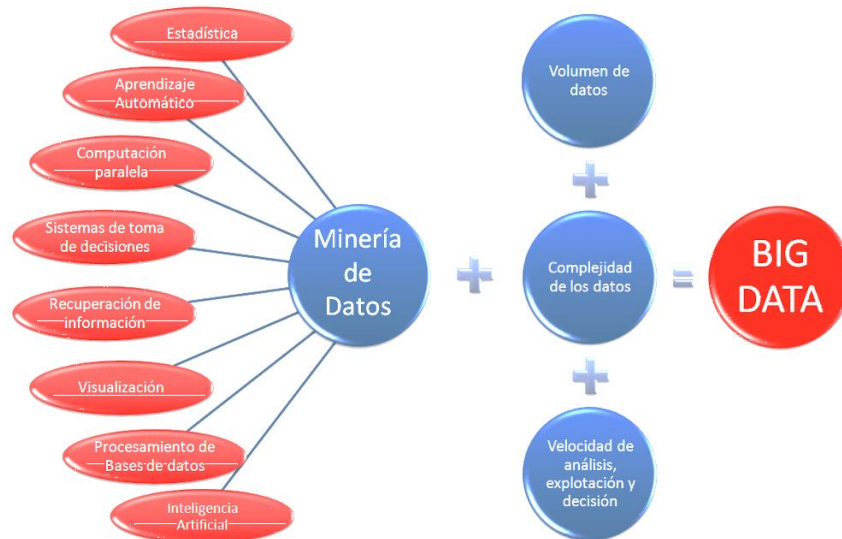 Estadística
Aprendizaje
Automático
Computación
paralela
Sistemas de toma
de decisiones
Recuperación de
información
Visualización
Procesamiento de
Bases de datos
Inteligencia
Artificial
Minería
de
Datos
+
Volumen de
datos
+
Complejidad
de los datos
+
Velocidad de
análisis,
explotación y
decisión
=
BIG
DATA